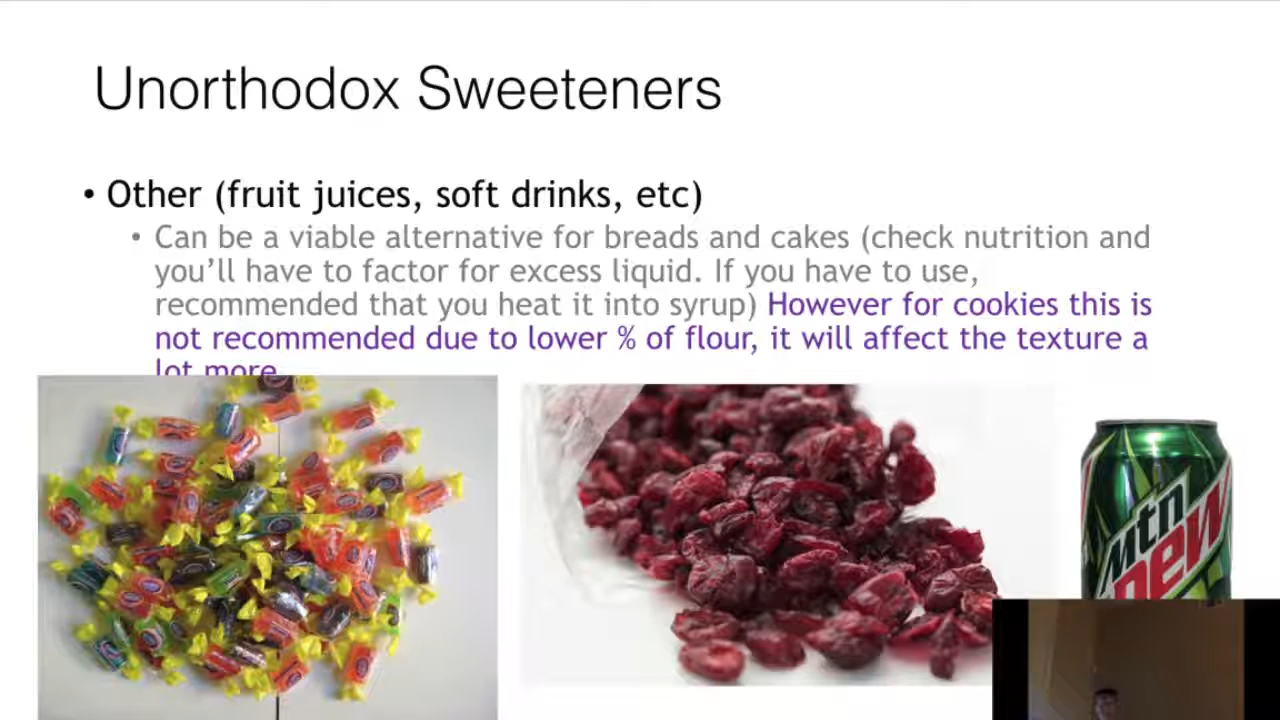 Unorthodox Sweeteners
• Other (fruit juices, soft drinks, etc)
• Can be a viable alternative for breads and cakes (check nutrition and
you’ll have to factor for excess liquid. If you have to use,
recommended that you heat it into syrup) However for cookies this is
not recommended due to lower % of flour, it will affect the texture a
lot more
mtn
DEW